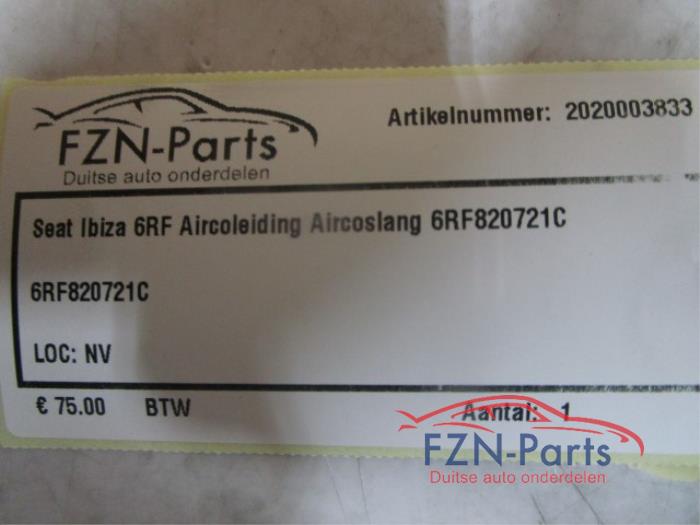 FZN-Parts
Duitse auto onderdelen
Artikelnummer: 2020003833
Seat Ibiza 6RF Aircoleiding Aircoslang 6RF820721C
6RF820721C
LOC: NV
€ 75.00 BTW Aantal: 1
FZN-Parts
Duitse auto onderdelen